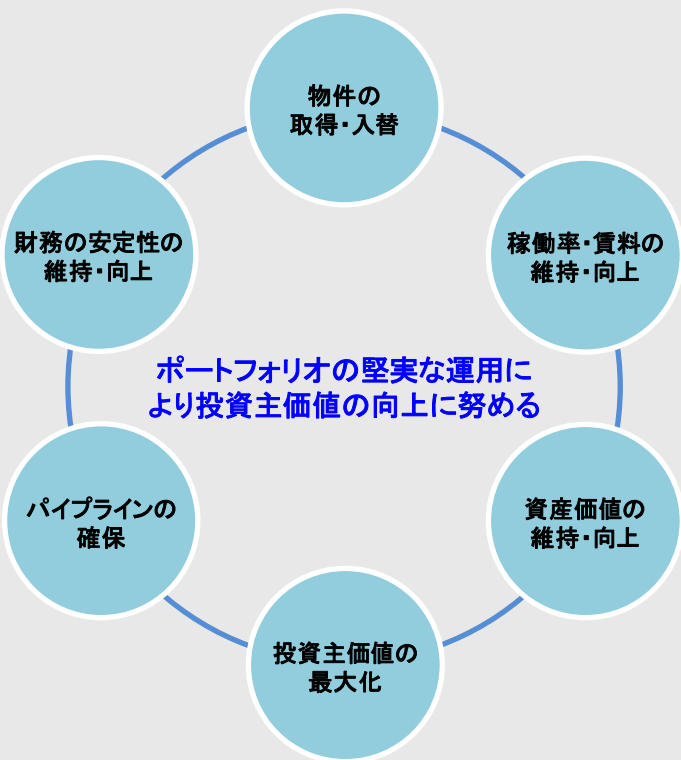 物件の
取得・入替
稼働率・賃料の
維持・向上
資産価値の
維持・向上
投資主価値の
最大化
パイプラインの
確保
財務の安定性の
維持・向上
ポートフォリオの堅実な運用に
より投資主価値の向上に努める